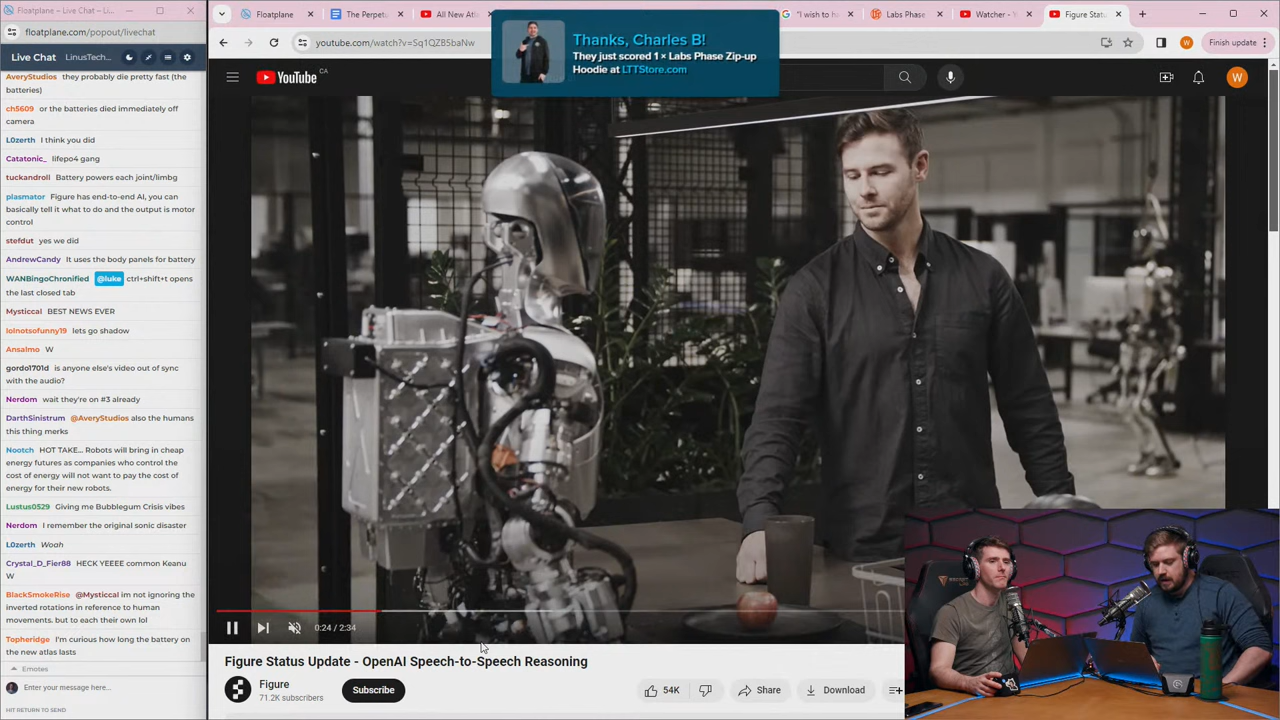 Floatplane
floatplane.com/popout/livechat
Live Chat LinusTech...
AveryStudios they probably die pretty fast (the
batteries)
ch5609 or the batteries died immediately off
camera
L0zerth I think you did
Catatonic_ lifepo4 gang
tuckandroll Battery powers each joint/limbg
plasmator Figure has end-to-end AI, you can
basically tell it what to do and the output is motor
control
stefdut yes we did
AndrewCandy It uses the body panels for battery
WANBingoChronified @luke ctrl+shift+t opens
the last closed tab
Mysticcal BEST NEWS EVER
lolnotsofunny19 lets go shadow
Ansalmo W
gordo1701d is anyone else's video out of sync
with the audio?
Nerdom wait they're on #3 already
DarthSinistrum @AveryStudios also the humans
this thing merks
Nootch HOT TAKE... Robots will bring in cheap
energy futures as companies who control the
cost of energy will not want to pay the cost of
energy for their new robots.
Lustus0529 Giving me Bubblegum Crisis vibes
Nerdom I remember the original sonic disaster
L0zerth Woah
Crystal_D_Fier88 HECK YEEEE common Keanu
W
BlackSmokeRise @Mysticcal im not ignoring the
inverted rotations in reference to human
movements. but to each their own lol
Topheridge I'm curious how long the battery on
the new atlas lasts
Emotes
Enter your message here...
HIT RETURN TO SEND
Floatplane
The Perpetu
All New Atle
"I wish to h
Labs Phase
Watcher - Y
Figure Statu
youtube.com/watch?v=Sq1QZB5baNw
Finish update
Thanks, Charles B!
They just scored 1 × Labs Phase Zip-up
Hoodie at LTTStore.com
YouTube CA
W
0:24 / 2:34
Figure Status Update - OpenAI Speech-to-Speech Reasoning
Figure
71.2K subscribers
Subscribe
54K
Share
Download